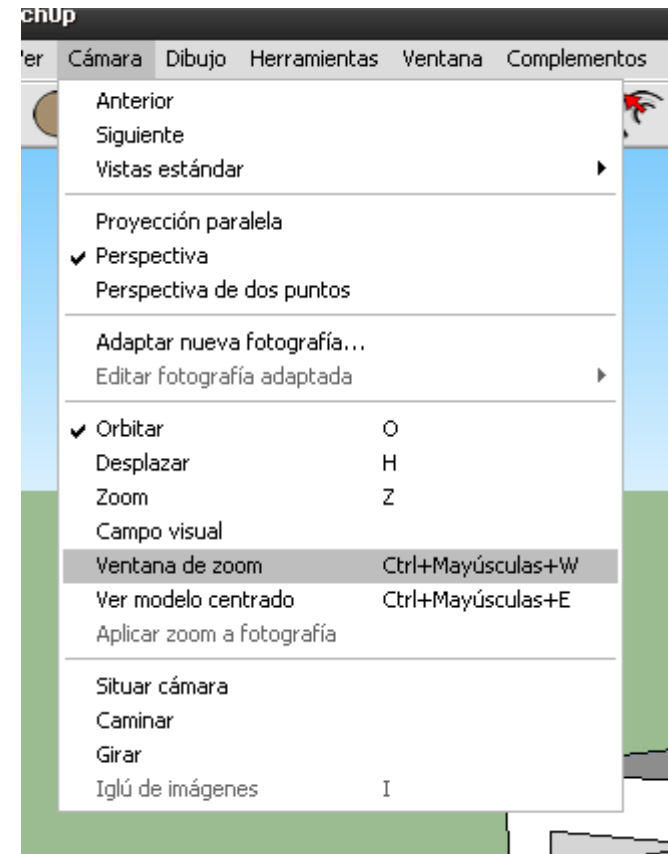 chUp
er Cámara Dibujo Herramientas Ventana Complementos
Anterior
Siguiente
Vistas estándar
Proyección paralela
Perspectiva
Perspectiva de dos puntos
Adaptar nueva fotografía...
Editar fotografía adaptada
Orbitar O
Desplazar H
Zoom Z
Campo visual
Ventana de zoom Ctrl+Mayúsculas+W
Ver modelo centrado Ctrl+Mayúsculas+E
Aplicar zoom a fotografía
Situar cámara
Caminar
Girar
Iglú de imágenes I